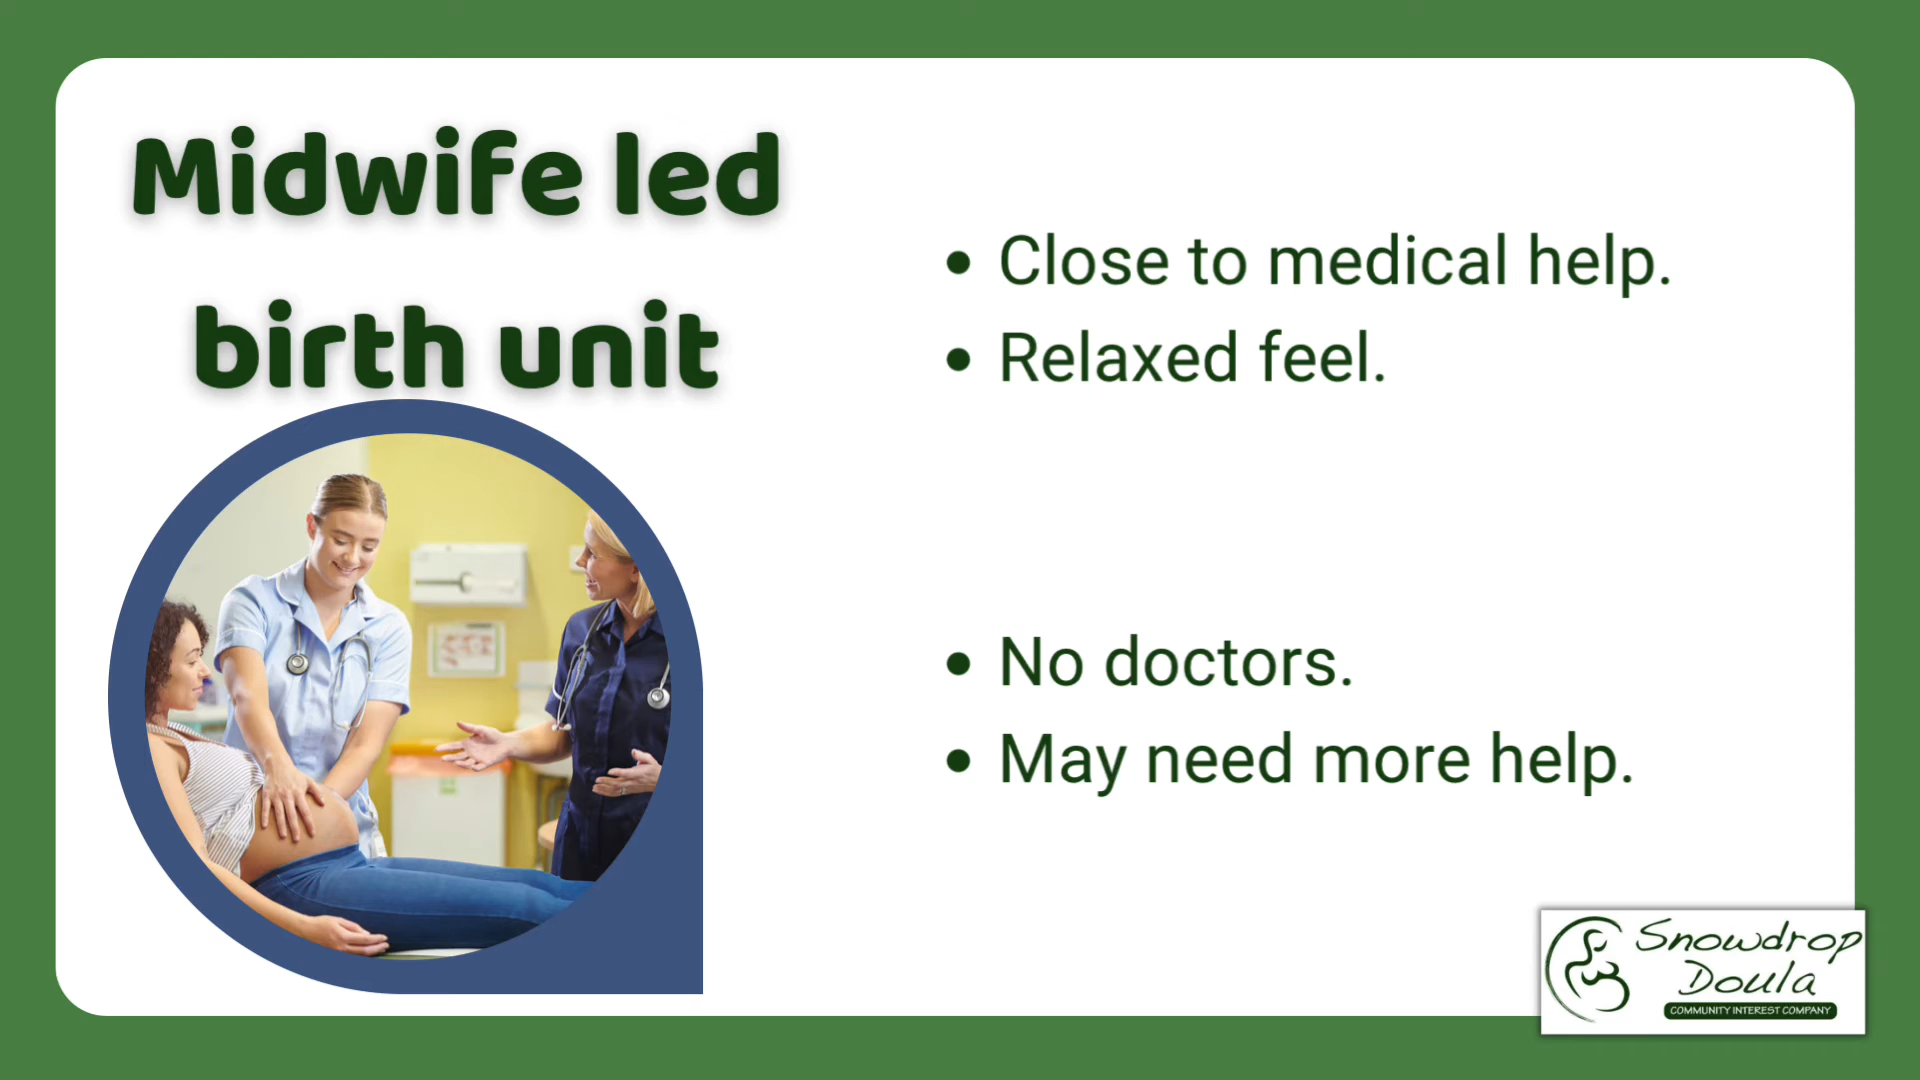 Midwife led
birth unit
• Close to medical help.
• Relaxed feel.
• No doctors.
• May need more help.
Snowdrop
Doula
COMMUNITY INTEREST COMPANY